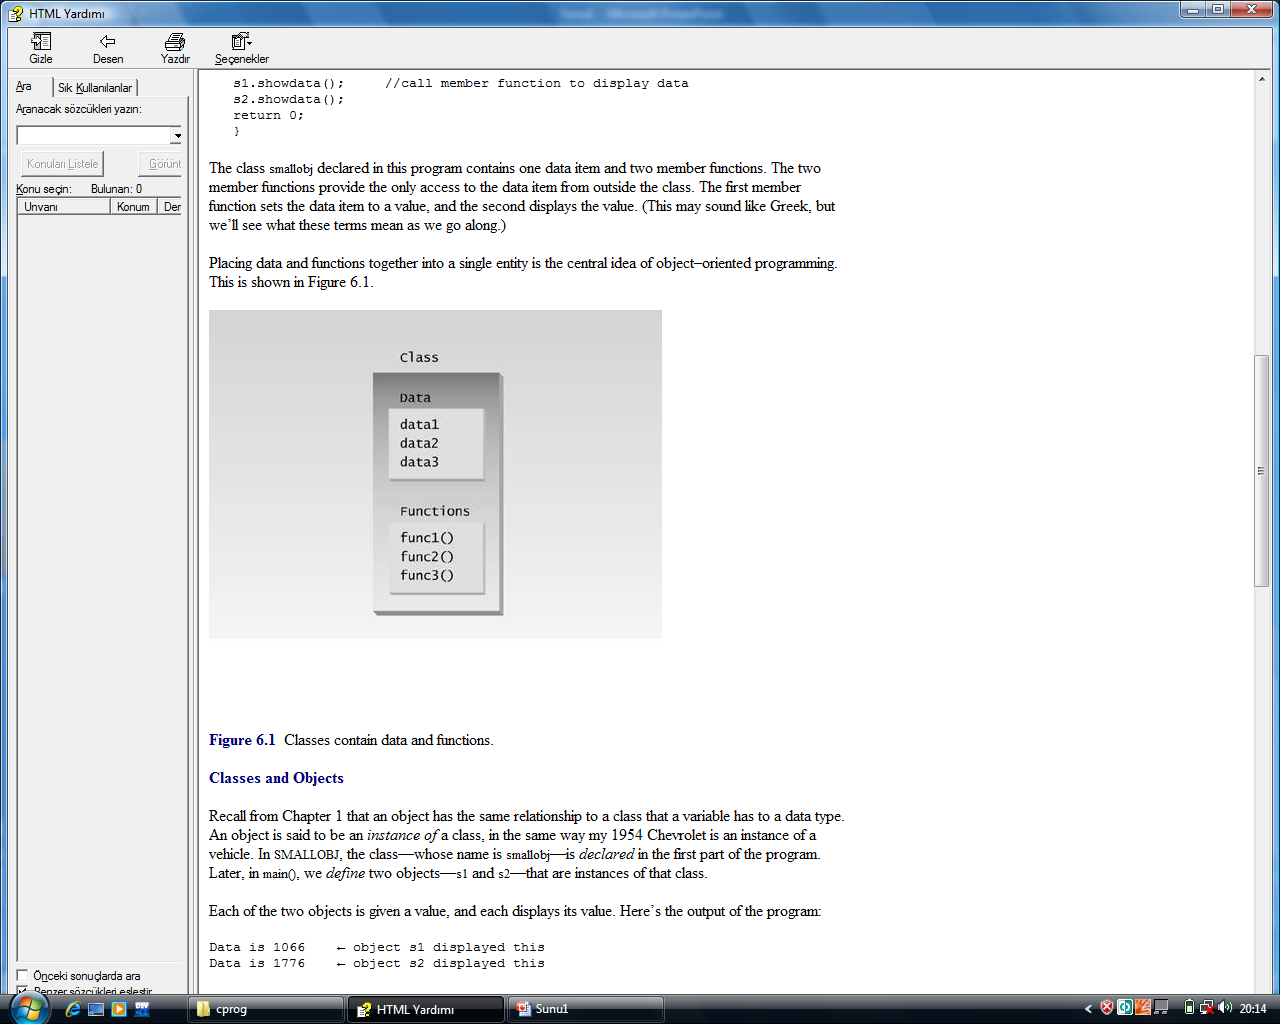 HTML Yardımı
Gizle
Desen
Yazdır
Seçenekler
Ara
Sık Kullanılanlar
Aranacak sözcükleri yazın:
Konuları Listele
Görünt
Konu seçin: Bulunan: 0
Unvanı Konum Der
Önceki sonuçlarda ara
Benzer sözcükleri eşleştir
s1.showdata(); //call member function to display data
s2.showdata();
return 0;
}
The class smallobj declared in this program contains one data item and two member functions. The two
member functions provide the only access to the data item from outside the class. The first member
function sets the data item to a value, and the second displays the value. (This may sound like Greek, but
we’ll see what these terms mean as we go along.)
Placing data and functions together into a single entity is the central idea of object–oriented programming.
This is shown in Figure 6.1.
Class
Data
data1
data2
data3
Functions
func1()
func2()
func3()
Figure 6.1 Classes contain data and functions.
Classes and Objects
Recall from Chapter 1 that an object has the same relationship to a class that a variable has to a data type.
An object is said to be an instance of a class, in the same way my 1954 Chevrolet is an instance of a
vehicle. In SMALLOBJ, the class—whose name is smallobj—is declared in the first part of the program.
Later, in main(), we define two objects—s1 and s2—that are instances of that class.
Each of the two objects is given a value, and each displays its value. Here’s the output of the program:
Data is 1066 ← object s1 displayed this
Data is 1776 ← object s2 displayed this
cprog
HTML Yardımı
Sunu1
20:14